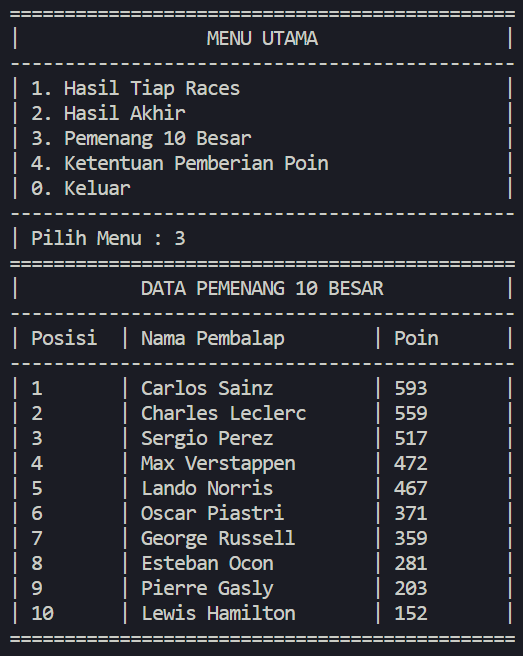 ==============================================
|                 MENU UTAMA                 |
----------------------------------------------
| 1. Hasil Tiap Races                        |
| 2. Hasil Akhir                             |
| 3. Pemenang 10 Besar                       |
| 4. Ketentuan Pemberian Poin                |
| 0. Keluar                                  |
----------------------------------------------
| Pilih Menu : 3
==============================================
|           DATA PEMENANG 10 BESAR           |
----------------------------------------------
| Posisi  | Nama Pembalap        | Poin      |
----------------------------------------------
| 1       | Carlos Sainz         | 593       |
| 2       | Charles Leclerc      | 559       |
| 3       | Sergio Perez         | 517       |
| 4       | Max Verstappen       | 472       |
| 5       | Lando Norris         | 467       |
| 6       | Oscar Piastri        | 371       |
| 7       | George Russell       | 359       |
| 8       | Esteban Ocon         | 281       |
| 9       | Pierre Gasly         | 203       |
| 10      | Lewis Hamilton       | 152       |
==============================================